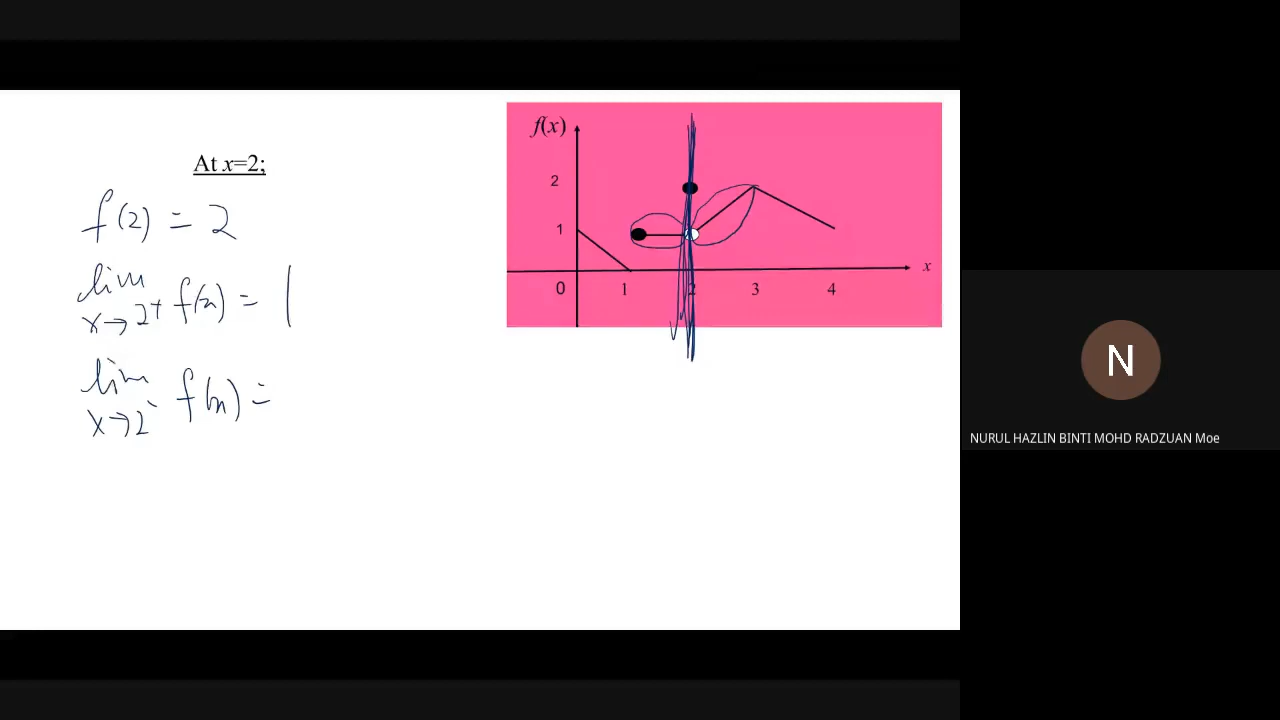 At x=2;
f(2) = 2
lim x→2⁺ f(x) = 1
lim x→2⁻ f(x) =
f(x)
2
1
0 1 2 3 4 x
N
NURUL HAZLIN BINTI MOHD RADZUAN Moe